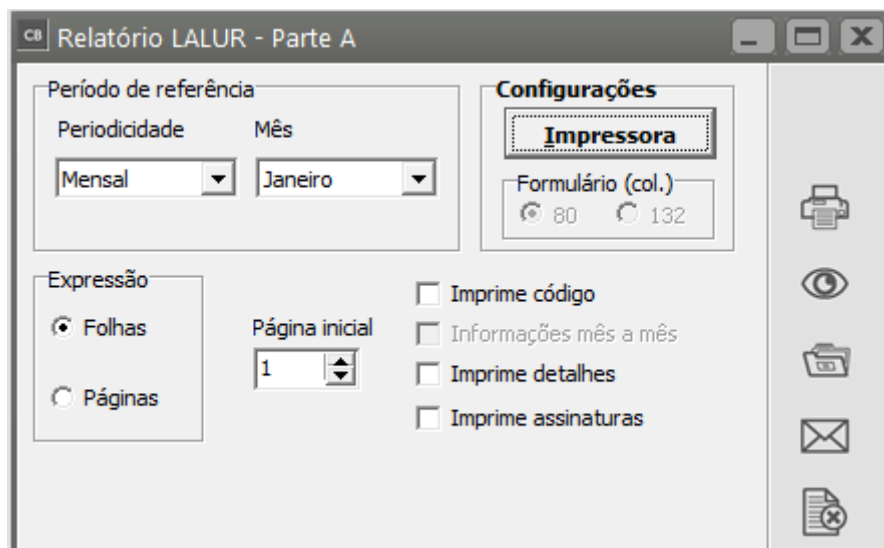 CB Relatório LALUR - Parte A
Período de referência
Periodicidade Mês
Mensal Janeiro
Configurações
Impressora
Formulário (col.)
80 132
Expressão
Folhas
Páginas
Página inicial
1
Imprime código
Informações mês a mês
Imprime detalhes
Imprime assinaturas